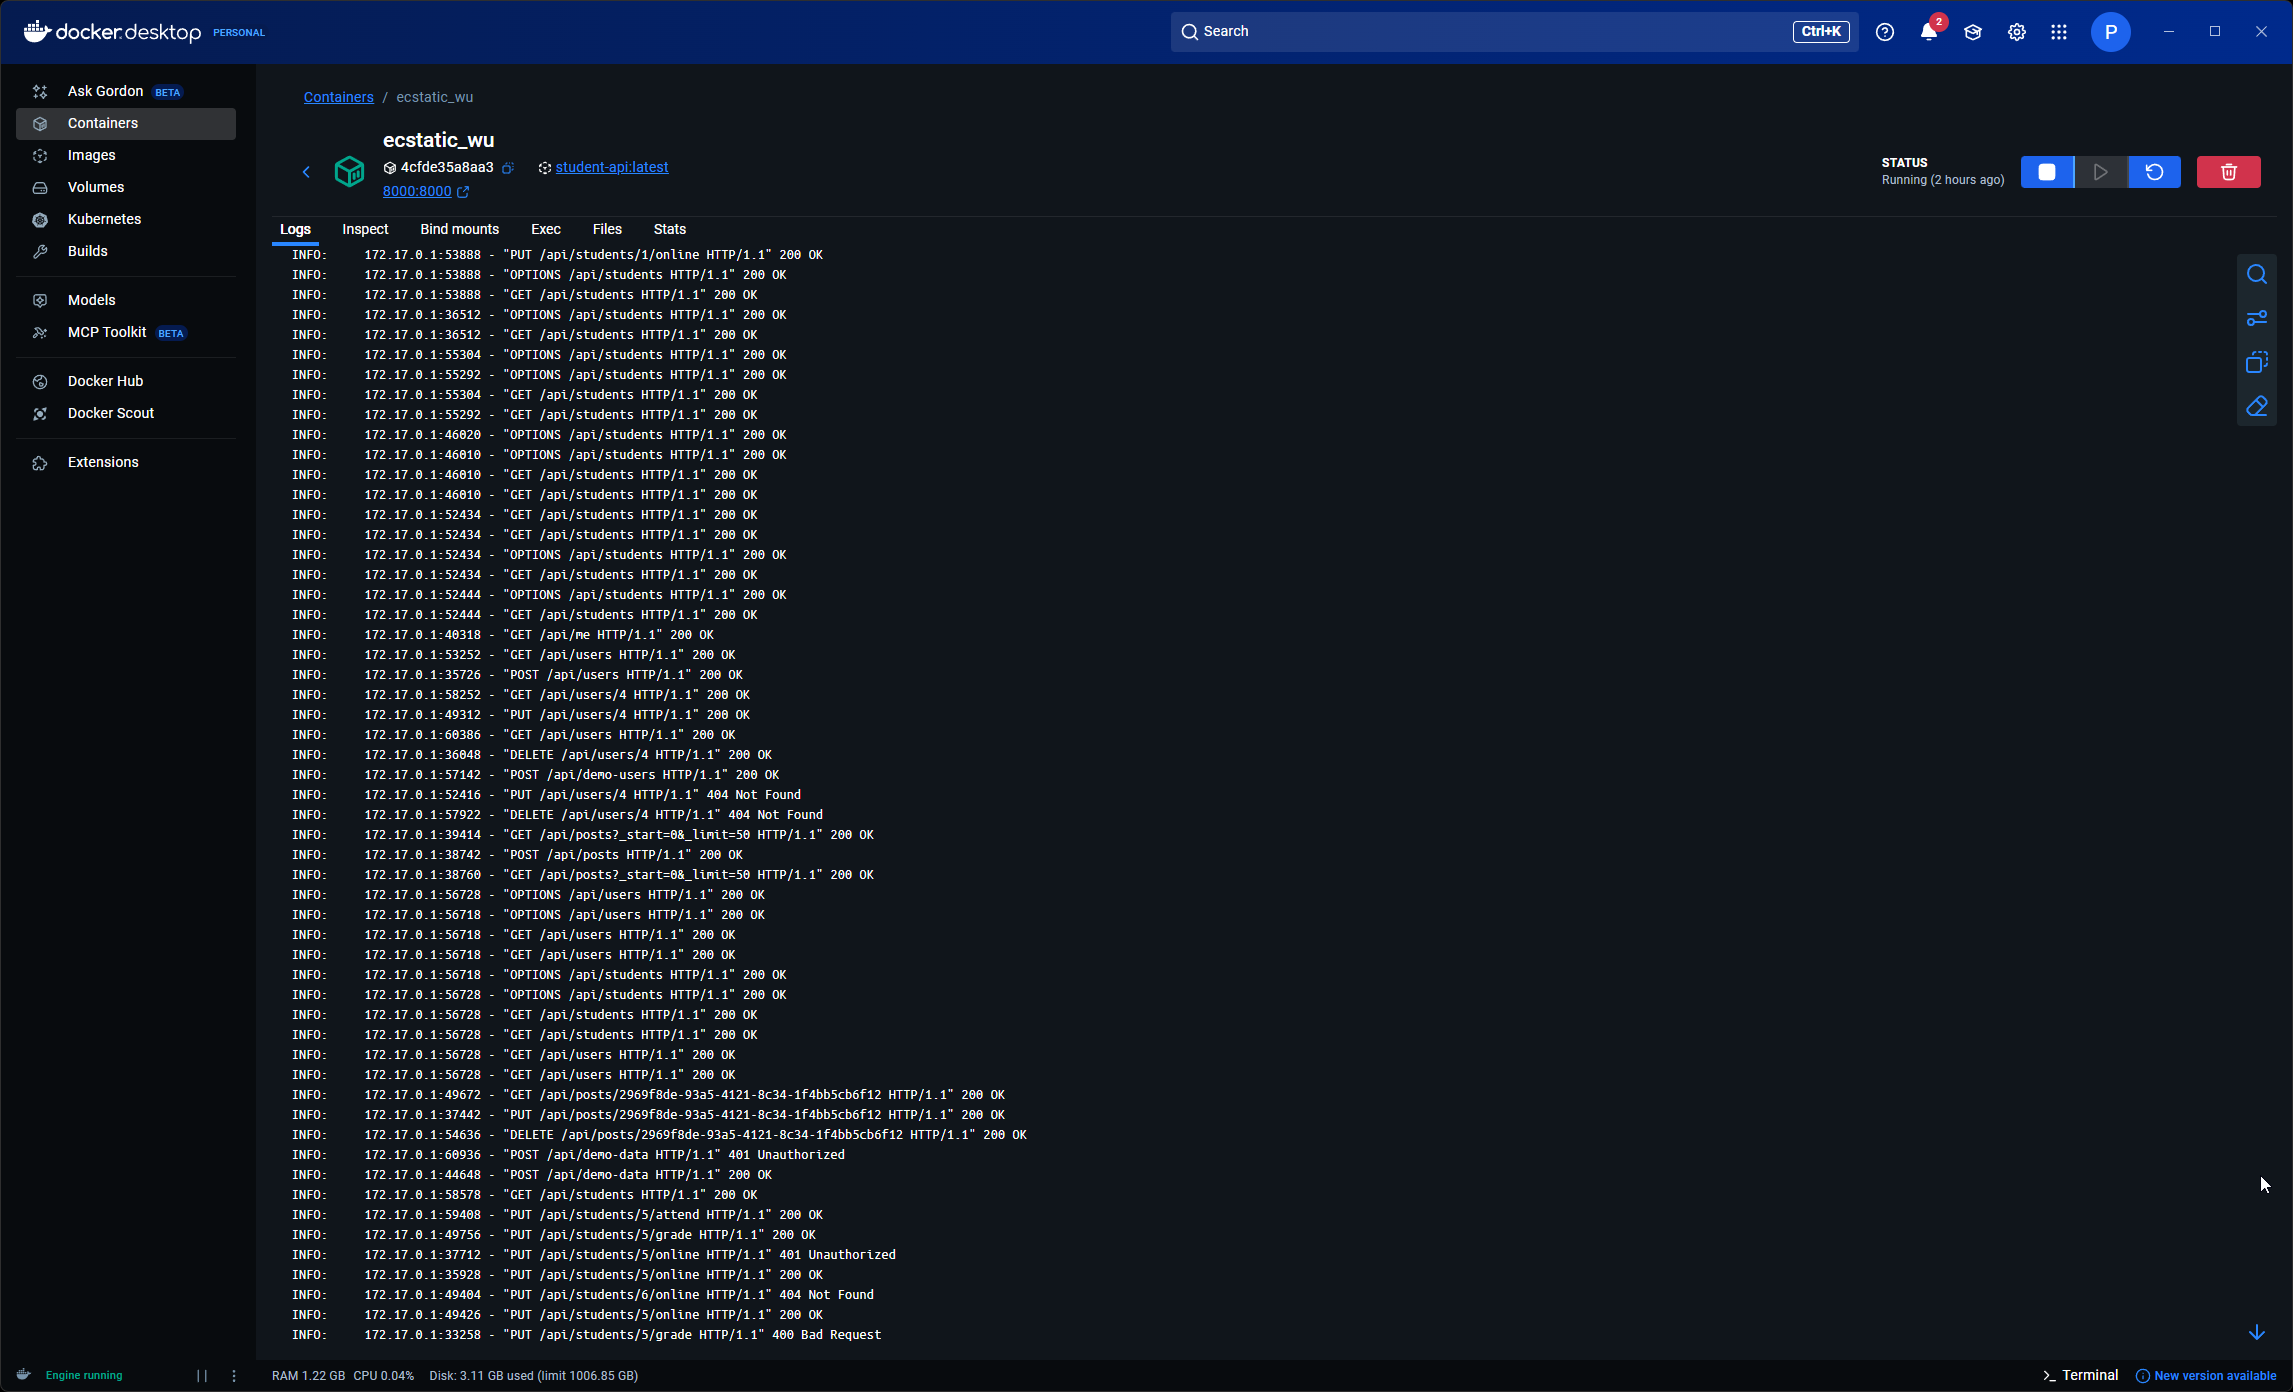 docker.desktop PERSONAL
Search
Ctrl+K
2
P
Ask Gordon BETA
Containers
Images
Volumes
Kubernetes
Builds
Models
MCP Toolkit BETA
Docker Hub
Docker Scout
Extensions
Containers / ecstatic_wu
ecstatic_wu
4cfde35a8aa3 student-api:latest
8000:8000
STATUS
Running (2 hours ago)
Logs Inspect Bind mounts Exec Files Stats
INFO: 172.17.0.1:53888 - "PUT /api/students/1/online HTTP/1.1" 200 OK
INFO: 172.17.0.1:53888 - "OPTIONS /api/students HTTP/1.1" 200 OK
INFO: 172.17.0.1:53888 - "GET /api/students HTTP/1.1" 200 OK
INFO: 172.17.0.1:36512 - "OPTIONS /api/students HTTP/1.1" 200 OK
INFO: 172.17.0.1:36512 - "GET /api/students HTTP/1.1" 200 OK
INFO: 172.17.0.1:55304 - "OPTIONS /api/students HTTP/1.1" 200 OK
INFO: 172.17.0.1:55292 - "OPTIONS /api/students HTTP/1.1" 200 OK
INFO: 172.17.0.1:55304 - "GET /api/students HTTP/1.1" 200 OK
INFO: 172.17.0.1:55292 - "GET /api/students HTTP/1.1" 200 OK
INFO: 172.17.0.1:46020 - "OPTIONS /api/students HTTP/1.1" 200 OK
INFO: 172.17.0.1:46010 - "OPTIONS /api/students HTTP/1.1" 200 OK
INFO: 172.17.0.1:46010 - "GET /api/students HTTP/1.1" 200 OK
INFO: 172.17.0.1:46010 - "GET /api/students HTTP/1.1" 200 OK
INFO: 172.17.0.1:52434 - "GET /api/students HTTP/1.1" 200 OK
INFO: 172.17.0.1:52434 - "GET /api/students HTTP/1.1" 200 OK
INFO: 172.17.0.1:52434 - "OPTIONS /api/students HTTP/1.1" 200 OK
INFO: 172.17.0.1:52434 - "GET /api/students HTTP/1.1" 200 OK
INFO: 172.17.0.1:52444 - "OPTIONS /api/students HTTP/1.1" 200 OK
INFO: 172.17.0.1:52444 - "GET /api/students HTTP/1.1" 200 OK
INFO: 172.17.0.1:40318 - "GET /api/me HTTP/1.1" 200 OK
INFO: 172.17.0.1:53252 - "GET /api/users HTTP/1.1" 200 OK
INFO: 172.17.0.1:35726 - "POST /api/users HTTP/1.1" 200 OK
INFO: 172.17.0.1:58252 - "GET /api/users/4 HTTP/1.1" 200 OK
INFO: 172.17.0.1:49312 - "PUT /api/users/4 HTTP/1.1" 200 OK
INFO: 172.17.0.1:60386 - "GET /api/users HTTP/1.1" 200 OK
INFO: 172.17.0.1:36048 - "DELETE /api/users/4 HTTP/1.1" 200 OK
INFO: 172.17.0.1:57142 - "POST /api/demo-users HTTP/1.1" 200 OK
INFO: 172.17.0.1:52416 - "PUT /api/users/4 HTTP/1.1" 404 Not Found
INFO: 172.17.0.1:57922 - "DELETE /api/users/4 HTTP/1.1" 404 Not Found
INFO: 172.17.0.1:39414 - "GET /api/posts?_start=0&_limit=50 HTTP/1.1" 200 OK
INFO: 172.17.0.1:38742 - "POST /api/posts HTTP/1.1" 200 OK
INFO: 172.17.0.1:38760 - "GET /api/posts?_start=0&_limit=50 HTTP/1.1" 200 OK
INFO: 172.17.0.1:56728 - "OPTIONS /api/users HTTP/1.1" 200 OK
INFO: 172.17.0.1:56718 - "OPTIONS /api/users HTTP/1.1" 200 OK
INFO: 172.17.0.1:56718 - "GET /api/users HTTP/1.1" 200 OK
INFO: 172.17.0.1:56718 - "GET /api/users HTTP/1.1" 200 OK
INFO: 172.17.0.1:56718 - "OPTIONS /api/students HTTP/1.1" 200 OK
INFO: 172.17.0.1:56728 - "OPTIONS /api/students HTTP/1.1" 200 OK
INFO: 172.17.0.1:56728 - "GET /api/students HTTP/1.1" 200 OK
INFO: 172.17.0.1:56728 - "GET /api/students HTTP/1.1" 200 OK
INFO: 172.17.0.1:56728 - "GET /api/users HTTP/1.1" 200 OK
INFO: 172.17.0.1:56728 - "GET /api/users HTTP/1.1" 200 OK
INFO: 172.17.0.1:49672 - "GET /api/posts/2969f8de-93a5-4121-8c34-1f4bb5cb6f12 HTTP/1.1" 200 OK
INFO: 172.17.0.1:37442 - "PUT /api/posts/2969f8de-93a5-4121-8c34-1f4bb5cb6f12 HTTP/1.1" 200 OK
INFO: 172.17.0.1:54636 - "DELETE /api/posts/2969f8de-93a5-4121-8c34-1f4bb5cb6f12 HTTP/1.1" 200 OK
INFO: 172.17.0.1:60936 - "POST /api/demo-data HTTP/1.1" 401 Unauthorized
INFO: 172.17.0.1:44648 - "POST /api/demo-data HTTP/1.1" 200 OK
INFO: 172.17.0.1:58578 - "GET /api/students HTTP/1.1" 200 OK
INFO: 172.17.0.1:59408 - "PUT /api/students/5/attend HTTP/1.1" 200 OK
INFO: 172.17.0.1:49756 - "PUT /api/students/5/grade HTTP/1.1" 200 OK
INFO: 172.17.0.1:37712 - "PUT /api/students/5/online HTTP/1.1" 401 Unauthorized
INFO: 172.17.0.1:35928 - "PUT /api/students/5/online HTTP/1.1" 200 OK
INFO: 172.17.0.1:49404 - "PUT /api/students/6/online HTTP/1.1" 404 Not Found
INFO: 172.17.0.1:49426 - "PUT /api/students/5/online HTTP/1.1" 200 OK
INFO: 172.17.0.1:33258 - "PUT /api/students/5/grade HTTP/1.1" 400 Bad Request
Engine running
RAM 1.22 GB CPU 0.04% Disk: 3.11 GB used (limit 1006.85 GB)
Terminal
New version available